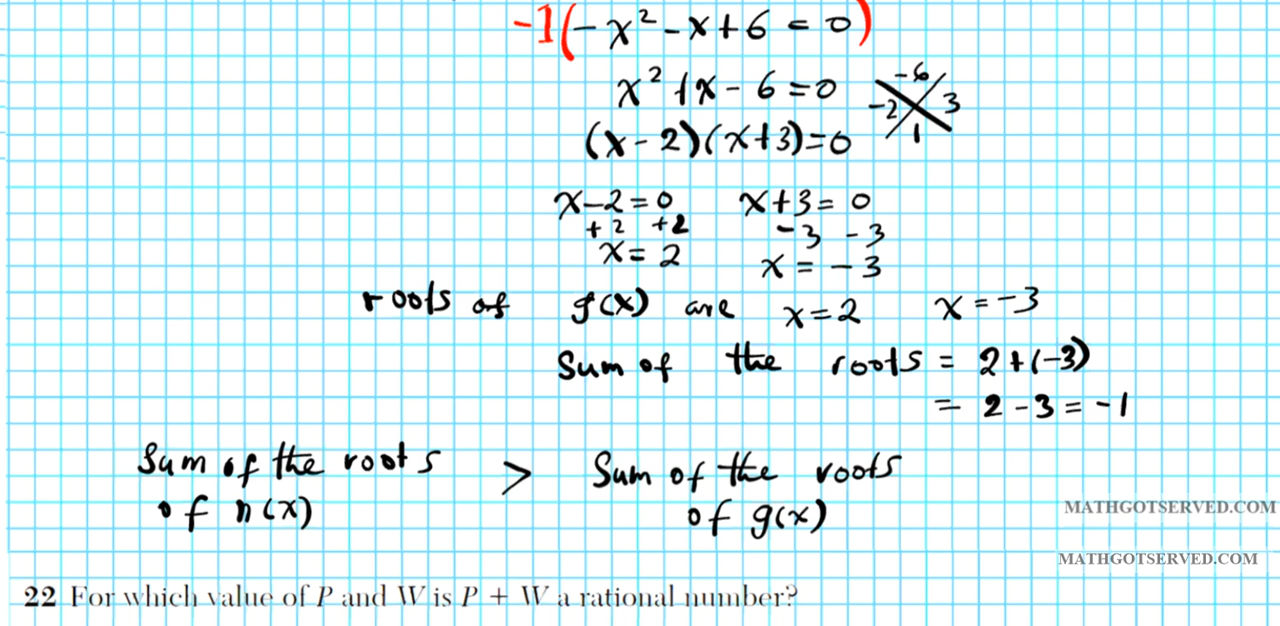 -1(-x² - x + 6 = 0)
x² + x - 6 = 0
-6
-2 3
1
(x - 2)(x + 3) = 0
x - 2 = 0 x + 3 = 0
+2 +2 -3 -3
x = 2 x = -3
roots of g(x) are x = 2 x = -3
Sum of the roots = 2 + (-3)
= 2 - 3 = -1
Sum of the roots > Sum of the roots
of n(x) of g(x)
MATHGOTSERVED.COM
MATHGOTSERVED.COM
22 For which value of P and W is P + W a rational number?